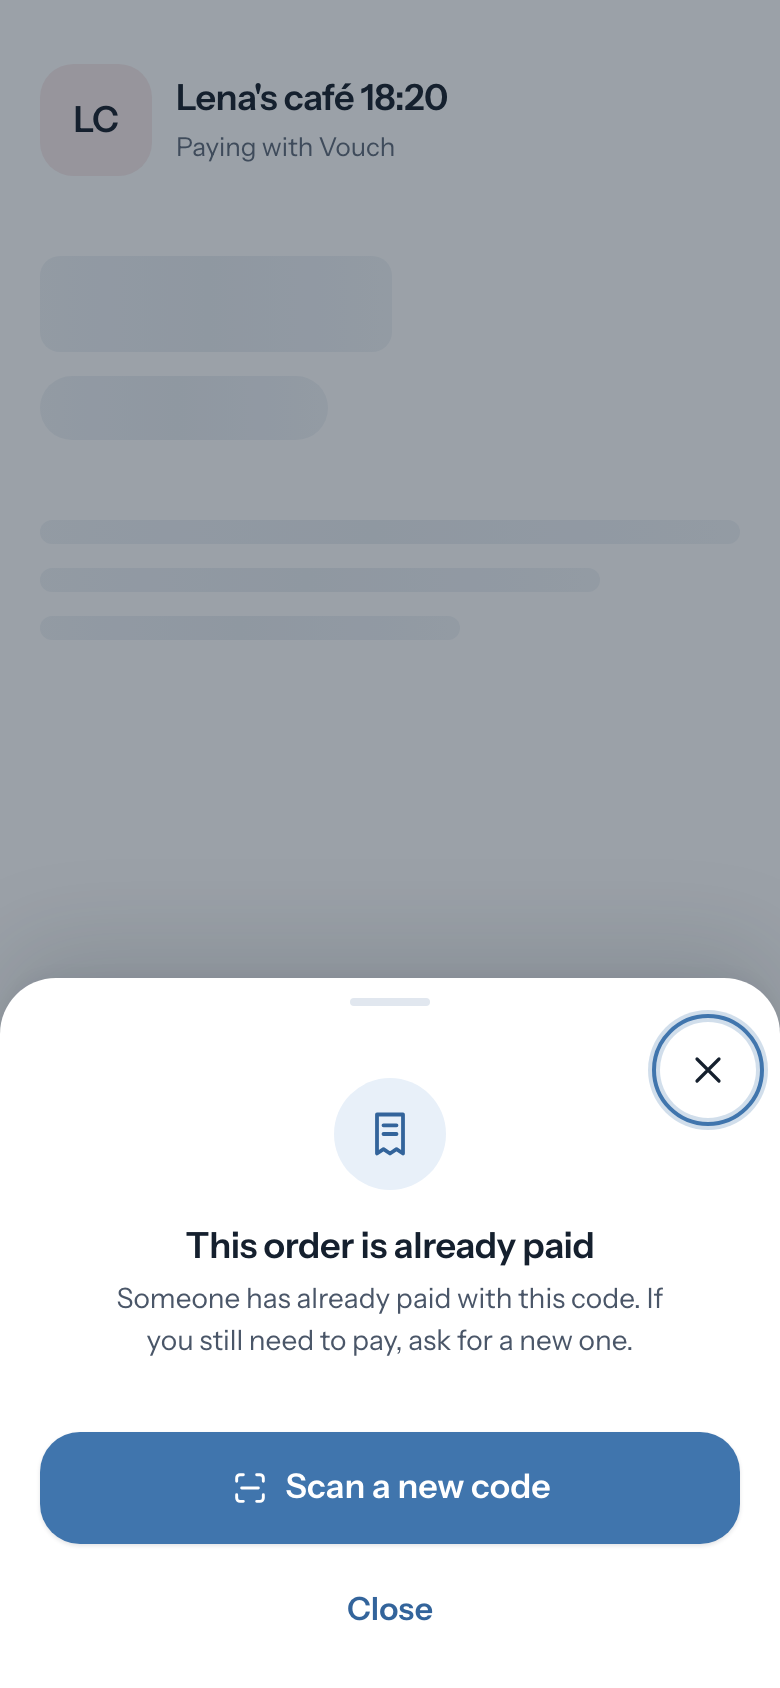 LC
Lena's café 18:20
Paying with Vouch
This order is already paid
Someone has already paid with this code. If
you still need to pay, ask for a new one.
Scan a new code
Close